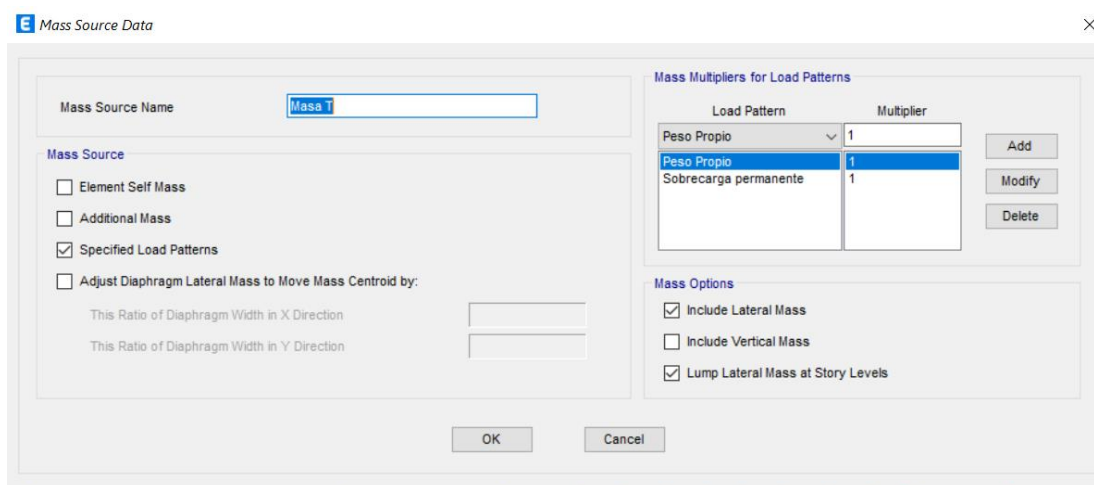 E Mass Source Data
Mass Source Name
Masa T
Mass Source
Element Self Mass
Additional Mass
Specified Load Patterns
Adjust Diaphragm Lateral Mass to Move Mass Centroid by:
This Ratio of Diaphragm Width in X Direction
This Ratio of Diaphragm Width in Y Direction
Mass Multipliers for Load Patterns
Load Pattern Multiplier
Peso Propio 1
Peso Propio 1
Sobrecarga permanente 1
Add
Modify
Delete
Mass Options
Include Lateral Mass
Include Vertical Mass
Lump Lateral Mass at Story Levels
OK Cancel